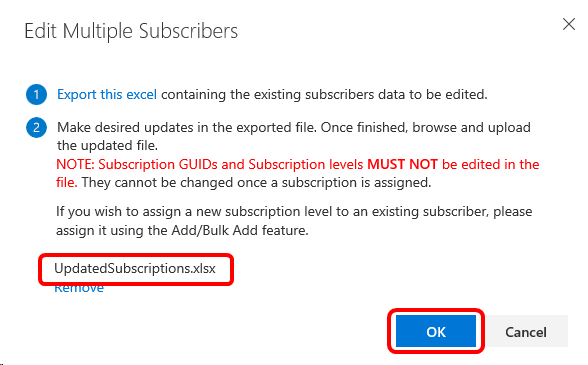 Edit Multiple Subscribers
1 Export this excel containing the existing subscribers data to be edited.
2 Make desired updates in the exported file. Once finished, browse and upload
the updated file.
NOTE: Subscription GUIDs and Subscription levels MUST NOT be edited in the
file. They cannot be changed once a subscription is assigned.
If you wish to assign a new subscription level to an existing subscriber, please
assign it using the Add/Bulk Add feature.
UpdatedSubscriptions.xlsx
Remove
OK Cancel